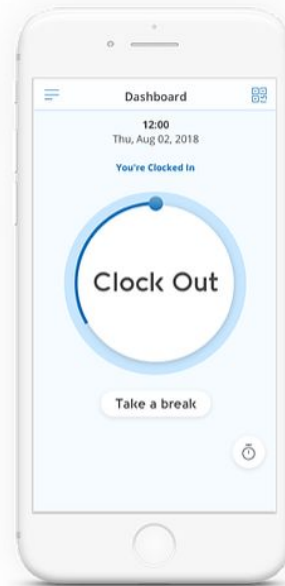 Dashboard
12:00
Thu, Aug 02, 2018
You're Clocked In
Clock Out
Take a break